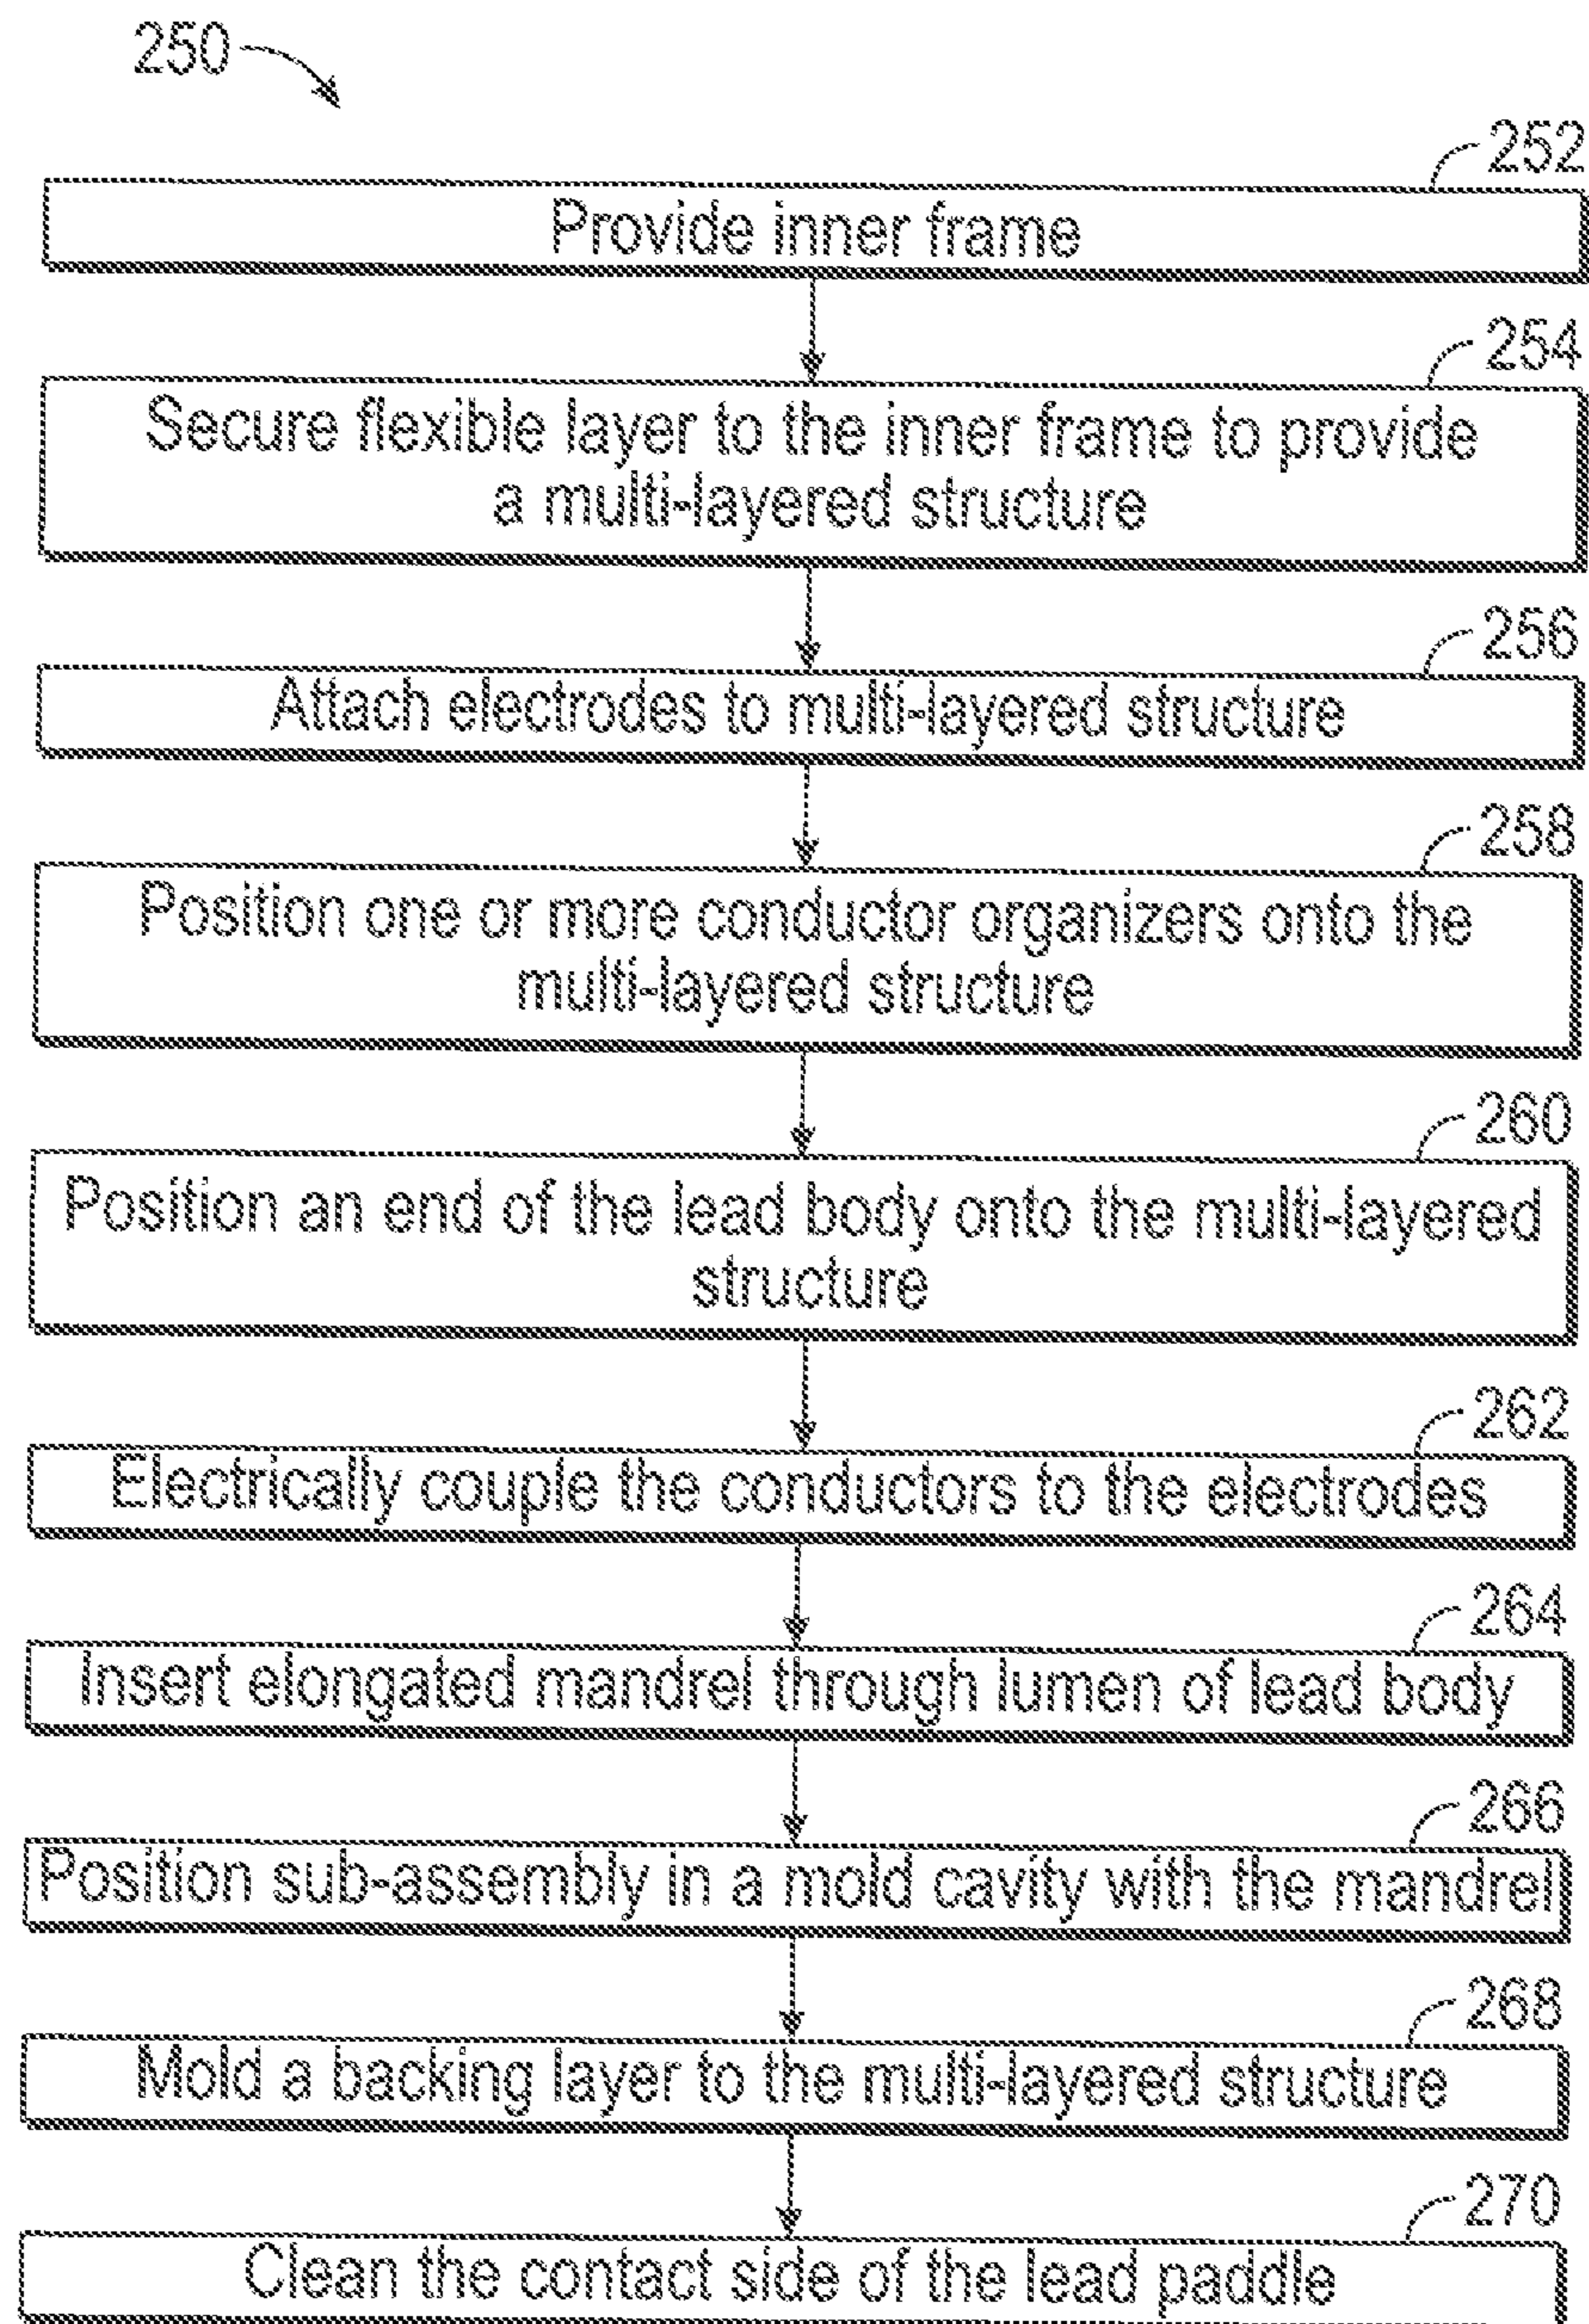 250
252
Provide inner frame
254
Secure flexible layer to the inner frame to provide
a multi-layered structure
256
Attach electrodes to multi-layered structure
258
Position one or more conductor organizers onto the
multi-layered structure
260
Position an end of the lead body onto the multi-layered
structure
262
Electrically couple the conductors to the electrodes
264
Insert elongated mandrel through lumen of lead body
266
Position sub-assembly in a mold cavity with the mandrel
268
Mold a backing layer to the multi-layered structure
270
Clean the contact side of the lead paddle